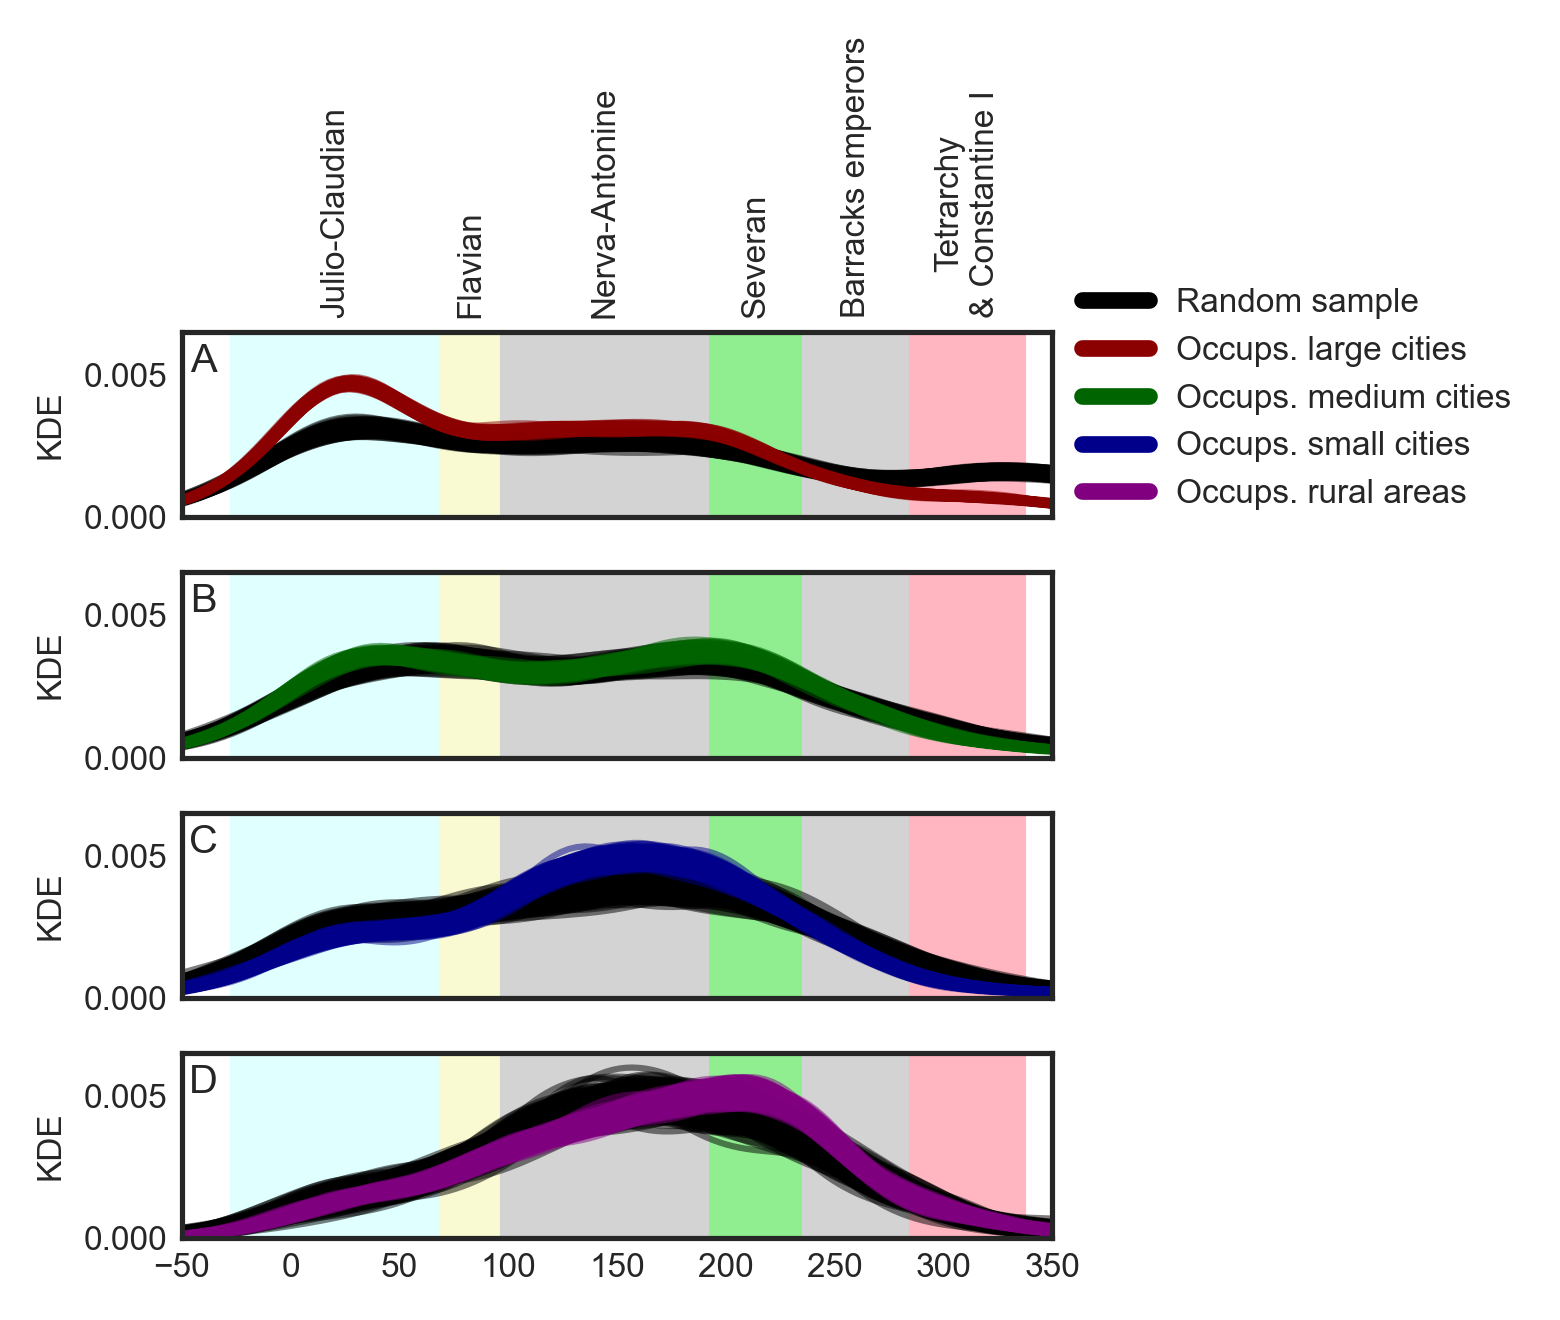 Julio-Claudian
Flavian
Nerva-Antonine
Severan
Barracks emperors
Tetrarchy
& Constantine I
Random sample
Occups. large cities
Occups. medium cities
Occups. small cities
Occups. rural areas
A
0.005
KDE
0.000
B
0.005
KDE
0.000
C
0.005
KDE
0.000
D
0.005
KDE
0.000
−50 0 50 100 150 200 250 300 350